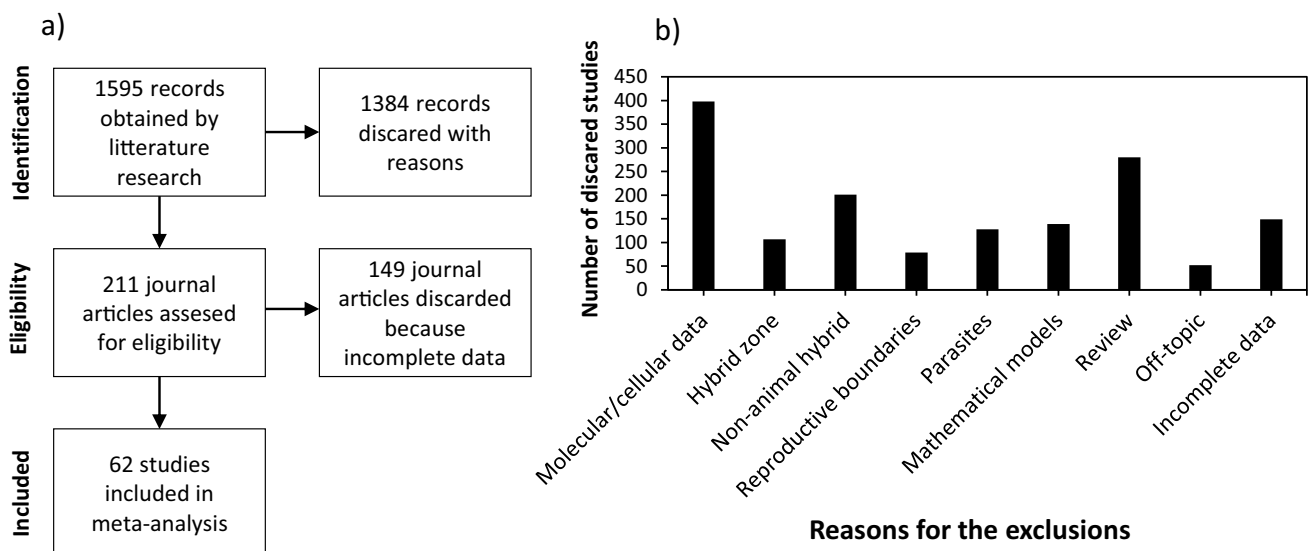 a)
Identification
1595 records
obtained by
litterature
research
1384 records
discared with
reasons
Eligibility
211 journal
articles assesed
for eligibility
149 journal
articles discarded
because
incomplete data
Included
62 studies
included in
meta-analysis
b)
Number of discared studies
450
400
350
300
250
200
150
100
50
0
Molecular/cellular data
Hybrid zone
Non-animal hybrid
Reproductive boundaries
Parasites
Mathematical models
Review
Off-topic
Incomplete data
Reasons for the exclusions